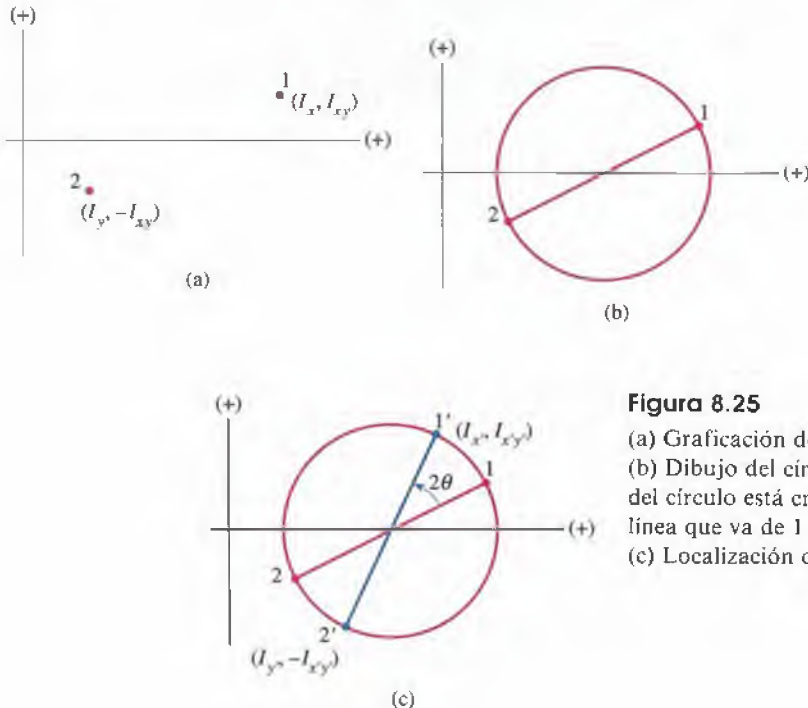 (+)
1
(I_x, I_xy)
(+)
2
(I_y, -I_xy)
(a)
(+)
1
(+)
2
(b)
(+)
1' (I_x', I_x'y')
1
2θ
(+)
2
2'
(I_y', -I_x'y')
(c)
Figura 8.25
(a) Graficación d
(b) Dibujo del cír
del círculo está c
línea que va de 1
(c) Localización d